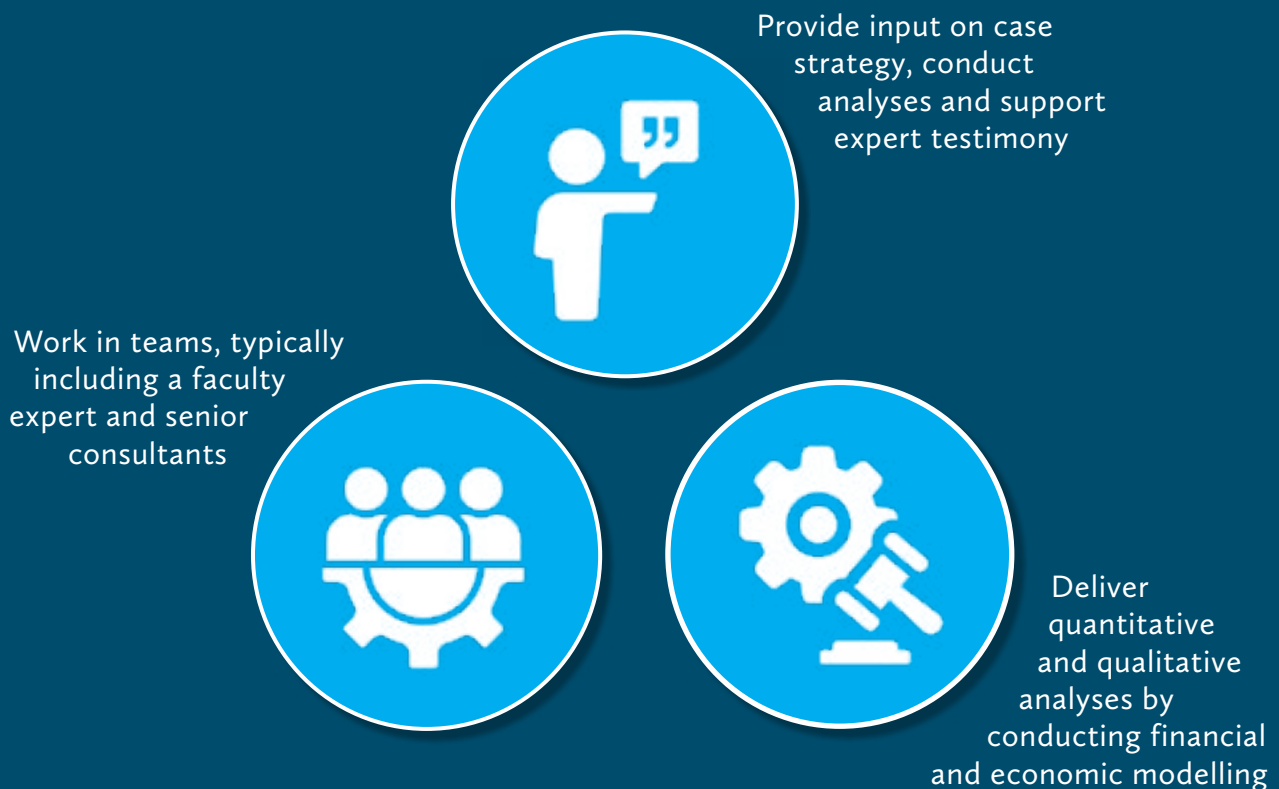 Provide input on case
strategy, conduct
analyses and support
expert testimony
”
Work in teams, typically
including a faculty
expert and senior
consultants
Deliver
quantitative
and qualitative
analyses by
conducting financial
and economic modelling